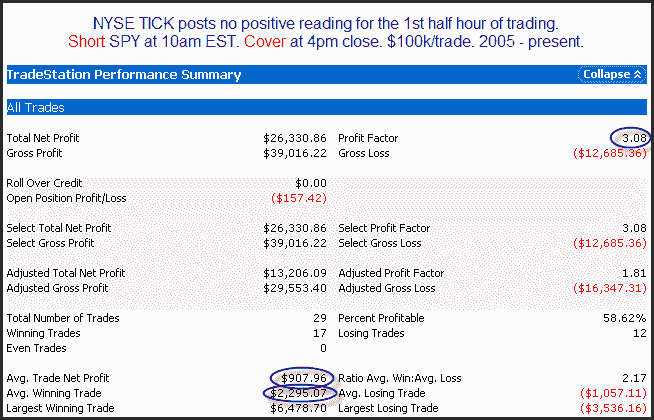 NYSE TICK posts no positive reading for the 1st half hour of trading.
Short SPY at 10am EST. Cover at 4pm close. $100k/trade. 2005 - present.
TradeStation Performance Summary Collapse
All Trades
Total Net Profit $26,330.86 Profit Factor 3.08
Gross Profit $39,016.22 Gross Loss ($12,685.36)
Roll Over Credit $0.00
Open Position Profit/Loss ($157.42)
Select Total Net Profit $26,330.86 Select Profit Factor 3.08
Select Gross Profit $39,016.22 Select Gross Loss ($12,685.36)
Adjusted Total Net Profit $13,206.09 Adjusted Profit Factor 1.81
Adjusted Gross Profit $29,553.40 Adjusted Gross Loss ($16,347.31)
Total Number of Trades 29 Percent Profitable 58.62%
Winning Trades 17 Losing Trades 12
Even Trades 0
Avg. Trade Net Profit $907.96 Ratio Avg. Win:Avg. Loss 2.17
Avg. Winning Trade $2,295.07 Avg. Losing Trade ($1,057.11)
Largest Winning Trade $6,478.70 Largest Losing Trade ($3,536.16)